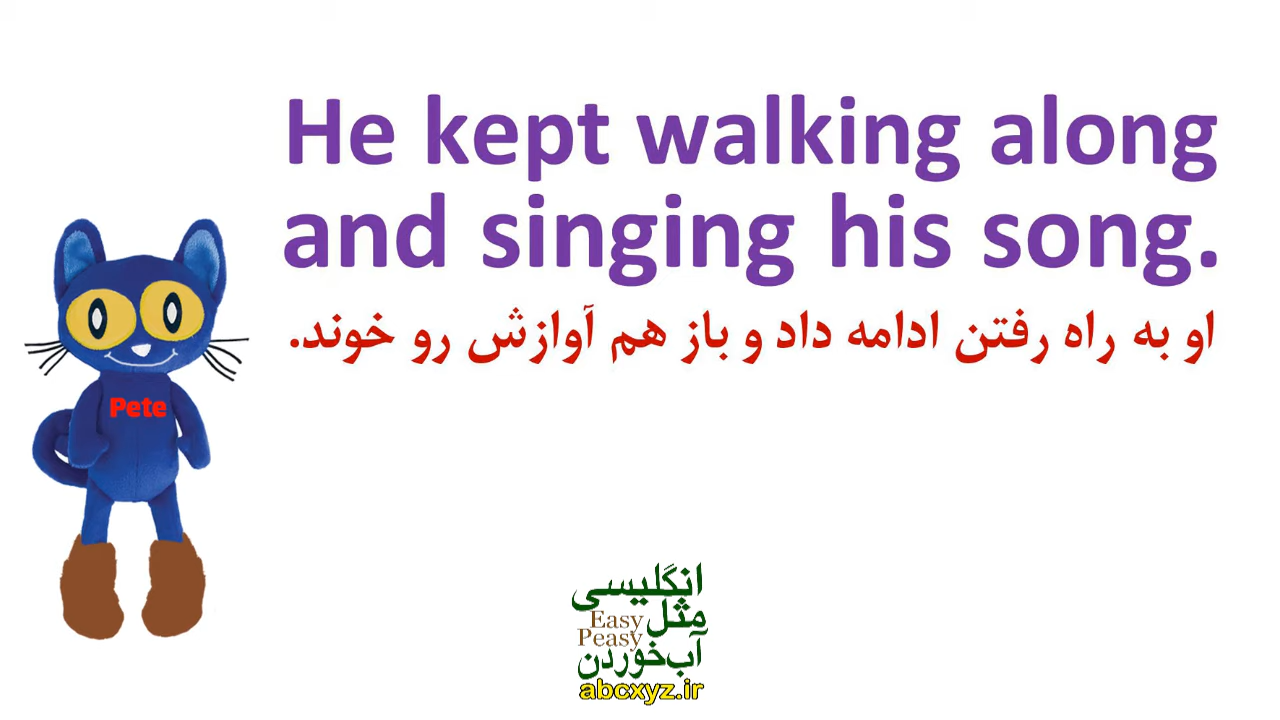 He kept walking along
and singing his song.
او به راه رفتن ادامه داد و باز هم آوازش رو خوند.
Pete
انگلیسی
مثل
Easy
Peasy
آب‌خوردن
abcxyz.ir